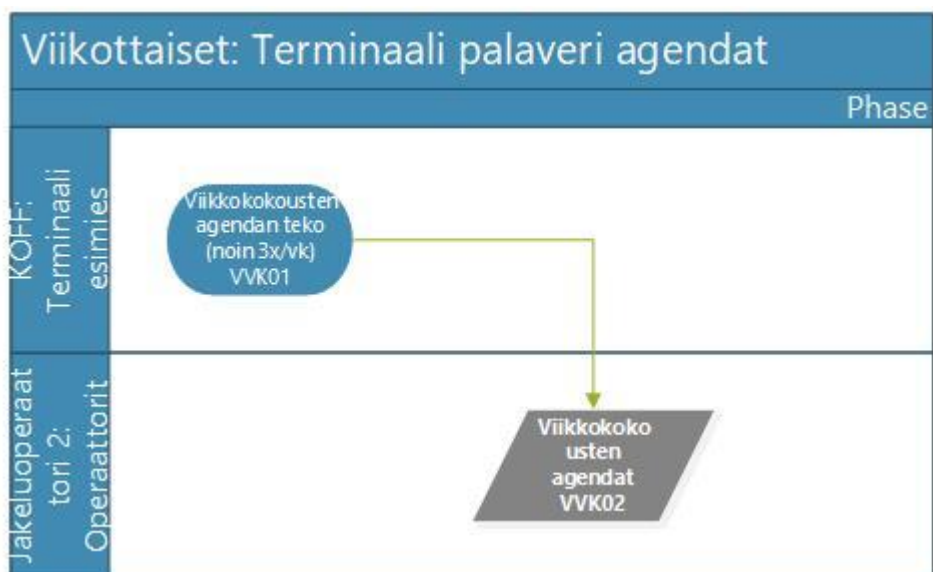 Viikottaiset: Terminaali palaveri agendat
Phase
KOFF:
Terminaali
esimies
Viikkokokousten
agendan teko
(noin 3x/vk)
VVK01
Jakeluoperaat
tori 2:
Operaattorit
Viikkokoko
usten
agendat
VVK02